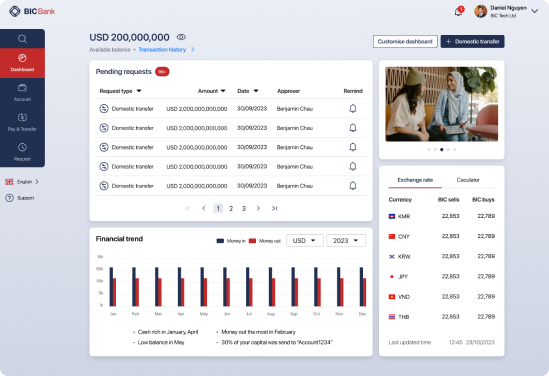 BIC Bank
1
Daniel Nguyen
BIC Tech Ltd
USD 200,000,000
Available balance • Transaction history
Customise dashboard
+ Domestic transfer
Dashboard
Account
Pay & Transfer
Request
English
Support
Pending requests 99+
Request type Amount Date Approver Remind
Domestic transfer USD 2,000,000,000,000 30/09/2023 Benjamin Chau
Domestic transfer USD 2,000,000,000,000 30/09/2023 Benjamin Chau
Domestic transfer USD 2,000,000,000,000 30/09/2023 Benjamin Chau
Domestic transfer USD 2,000,000,000,000 30/09/2023 Benjamin Chau
Domestic transfer USD 2,000,000,000,000 30/09/2023 Benjamin Chau
1 2 3
Financial trend Money in Money out USD 2023
Jan Feb Mar Apr May Jun Jul Aug Sep Oct Nov Dec
• Cash rich in January, April • Money out the most in February
• Low balance in May • 30% of your capital was send to "Account1234"
Exchange rate Caculator
Currency BIC sells BIC buys
KMR 22,853 22,789
CNY 22,853 22,789
KRW 22,853 22,789
JPY 22,853 22,789
VND 22,853 22,789
THB 22,853 22,789
Last updated time 12:45 23/10/2023